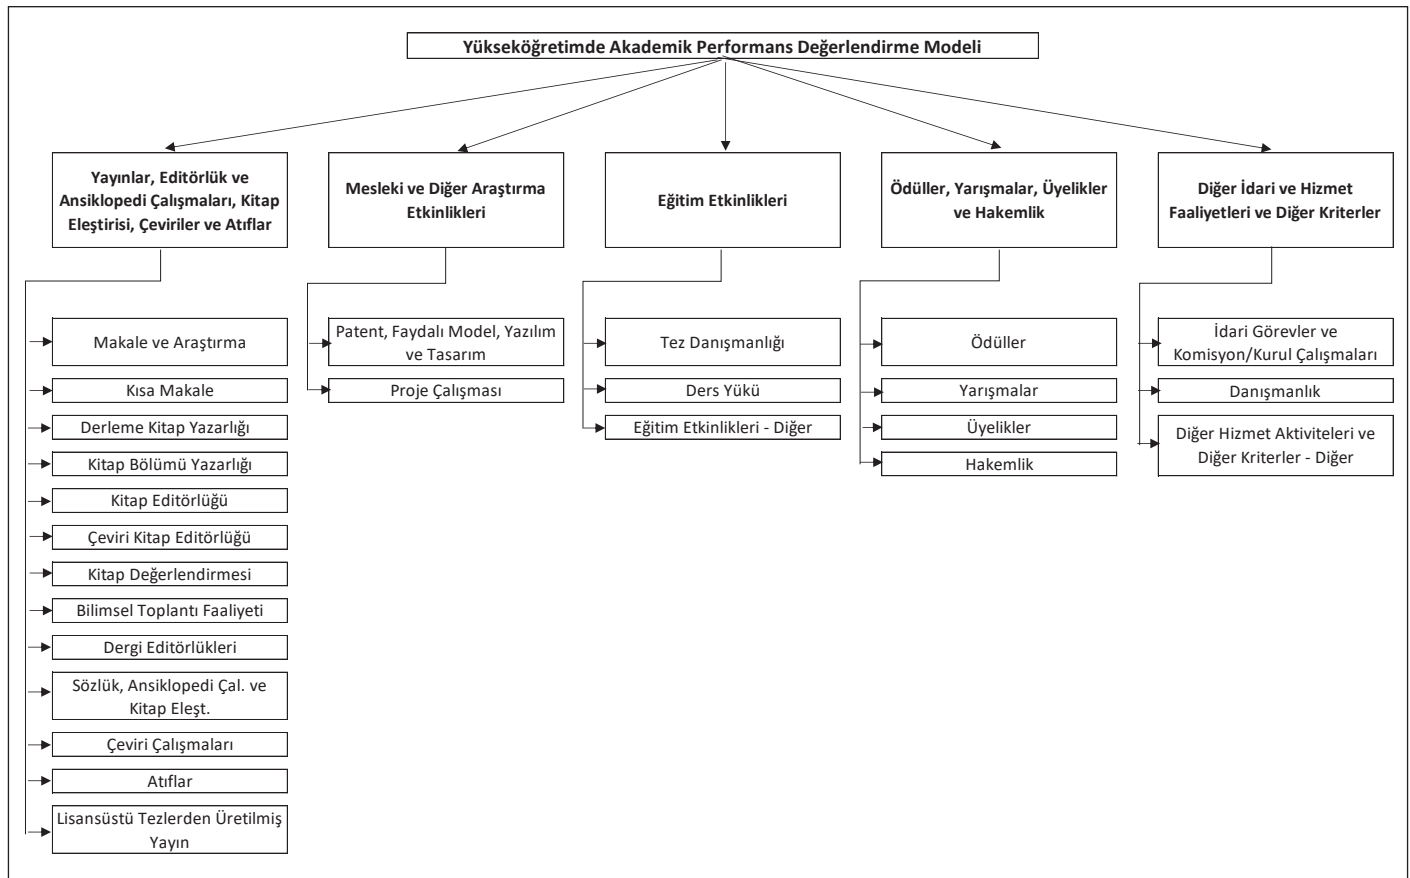 Yükseköğretimde Akademik Performans Değerlendirme Modeli
Yayınlar, Editörlük ve
Ansiklopedi Çalışmaları, Kitap
Eleştirisi, Çeviriler ve Atıflar
Makale ve Araştırma
Kısa Makale
Derleme Kitap Yazarlığı
Kitap Bölümü Yazarlığı
Kitap Editörlüğü
Çeviri Kitap Editörlüğü
Kitap Değerlendirmesi
Bilimsel Toplantı Faaliyeti
Dergi Editörlükleri
Sözlük, Ansiklopedi Çal. ve
Kitap Eleşt.
Çeviri Çalışmaları
Atıflar
Lisansüstü Tezlerden Üretilmiş
Yayın
Mesleki ve Diğer Araştırma
Etkinlikleri
Patent, Faydalı Model, Yazılım
ve Tasarım
Proje Çalışması
Eğitim Etkinlikleri
Tez Danışmanlığı
Ders Yükü
Eğitim Etkinlikleri - Diğer
Ödüller, Yarışmalar, Üyelikler
ve Hakemlik
Ödüller
Yarışmalar
Üyelikler
Hakemlik
Diğer İdari ve Hizmet
Faaliyetleri ve Diğer Kriterler
İdari Görevler ve
Komisyon/Kurul Çalışmaları
Danışmanlık
Diğer Hizmet Aktiviteleri ve
Diğer Kriterler - Diğer